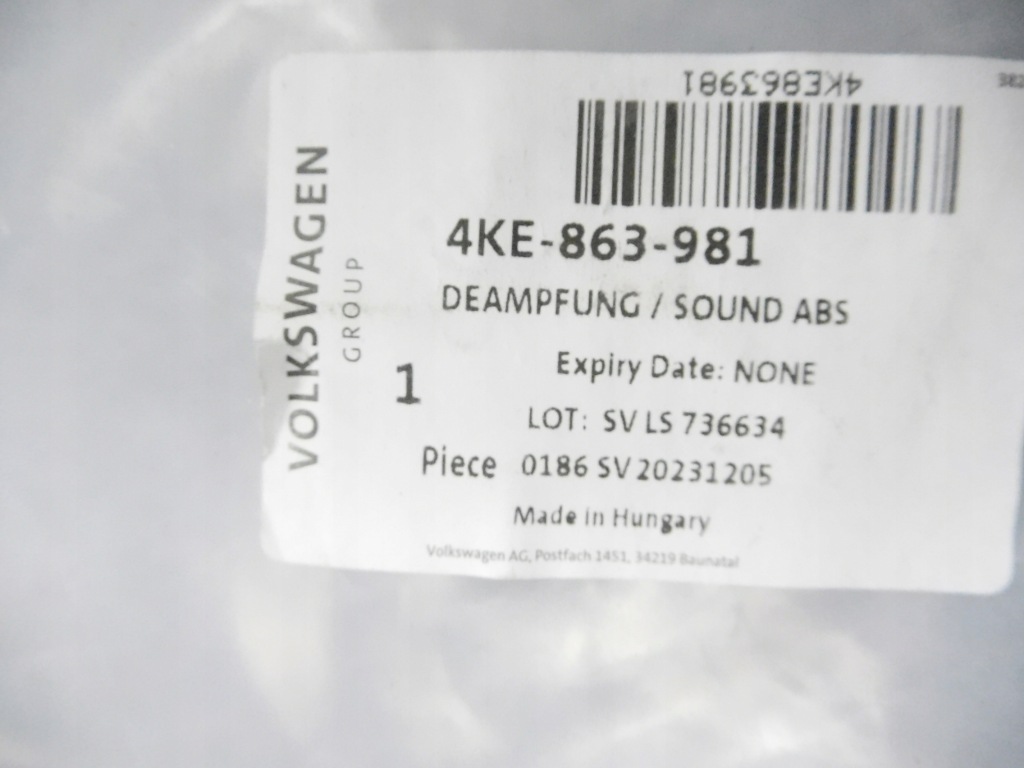 4KE863981
382
VOLKSWAGEN
GROUP
4KE-863-981
DEAMPFUNG / SOUND ABS
Expiry Date: NONE
1
LOT: SV LS 736634
Piece 0186 SV 20231205
Made in Hungary
Volkswagen AG, Postfach 1451, 34219 Baunatal